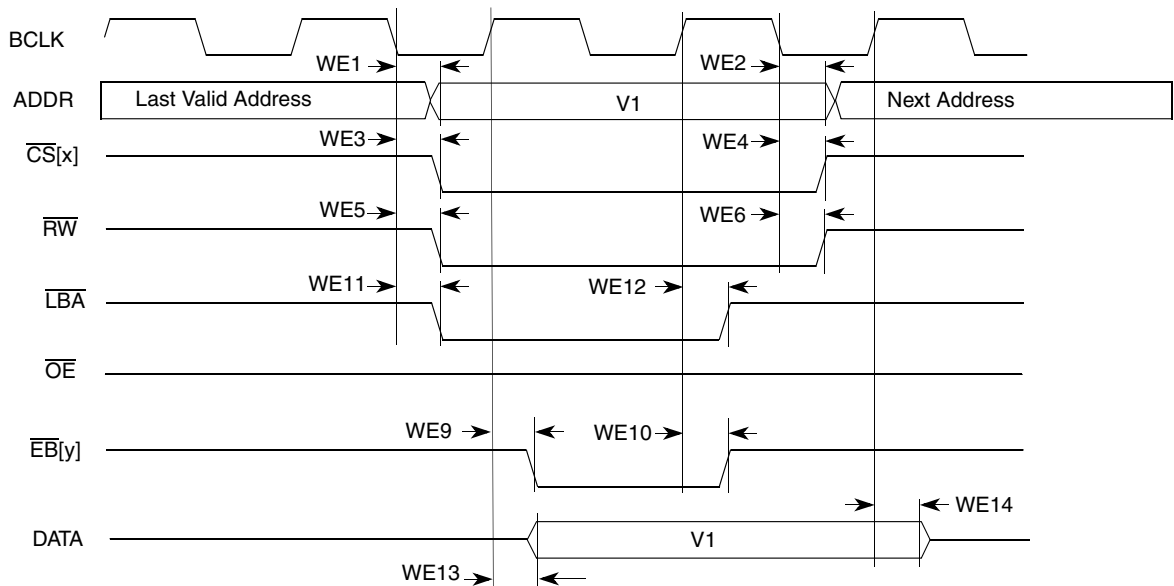 BCLK
WE1
WE2
ADDR
Last Valid Address
V1
Next Address
WE3
WE4
CS[x]
WE5
WE6
RW
WE11
WE12
LBA
OE
WE9
WE10
EB[y]
WE14
DATA
V1
WE13